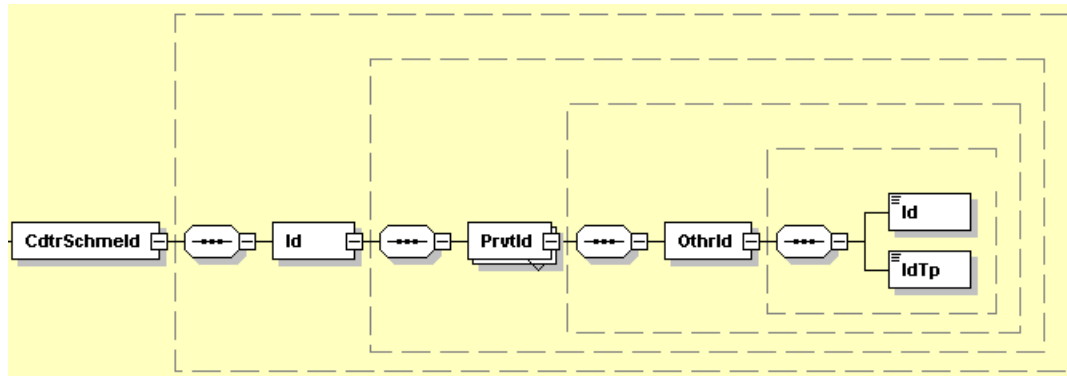 CdtrSchmeId
Id
PrvtId
OthrId
Id
IdTp